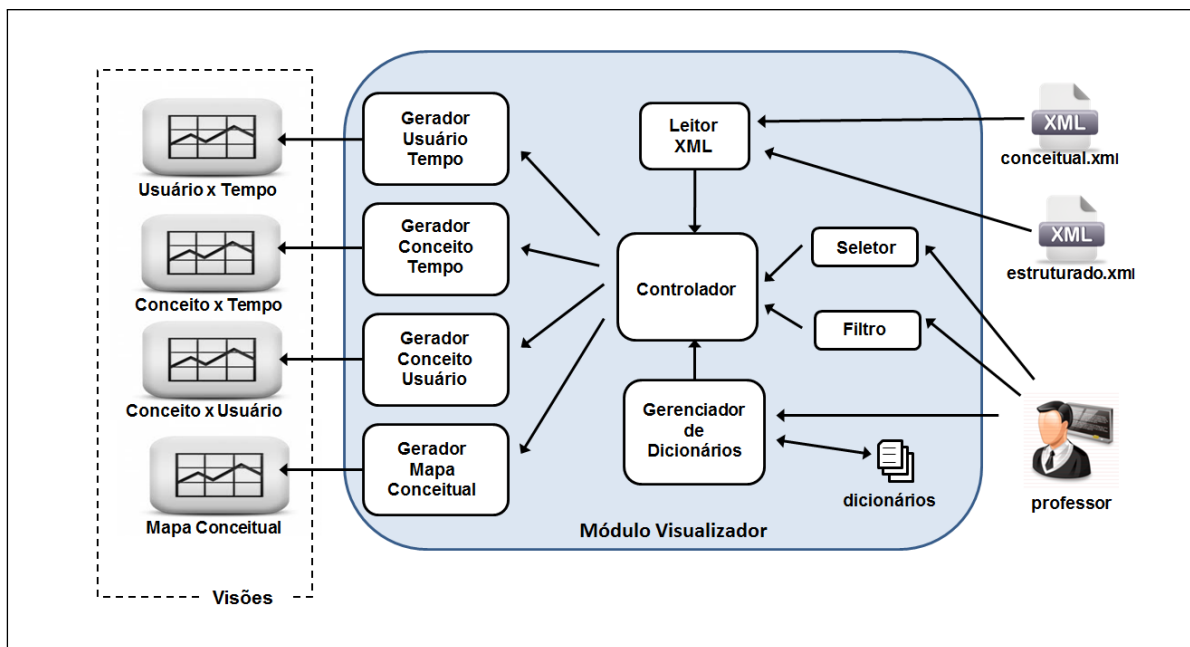 Usuário x Tempo
Conceito x Tempo
Conceito x Usuário
Mapa Conceitual
Visões
Gerador
Usuário
Tempo
Gerador
Conceito
Tempo
Gerador
Conceito
Usuário
Gerador
Mapa
Conceitual
Leitor
XML
Controlador
Seletor
Filtro
Gerenciador
de
Dicionários
dicionários
Módulo Visualizador
XML
conceitual.xml
XML
estruturado.xml
professor